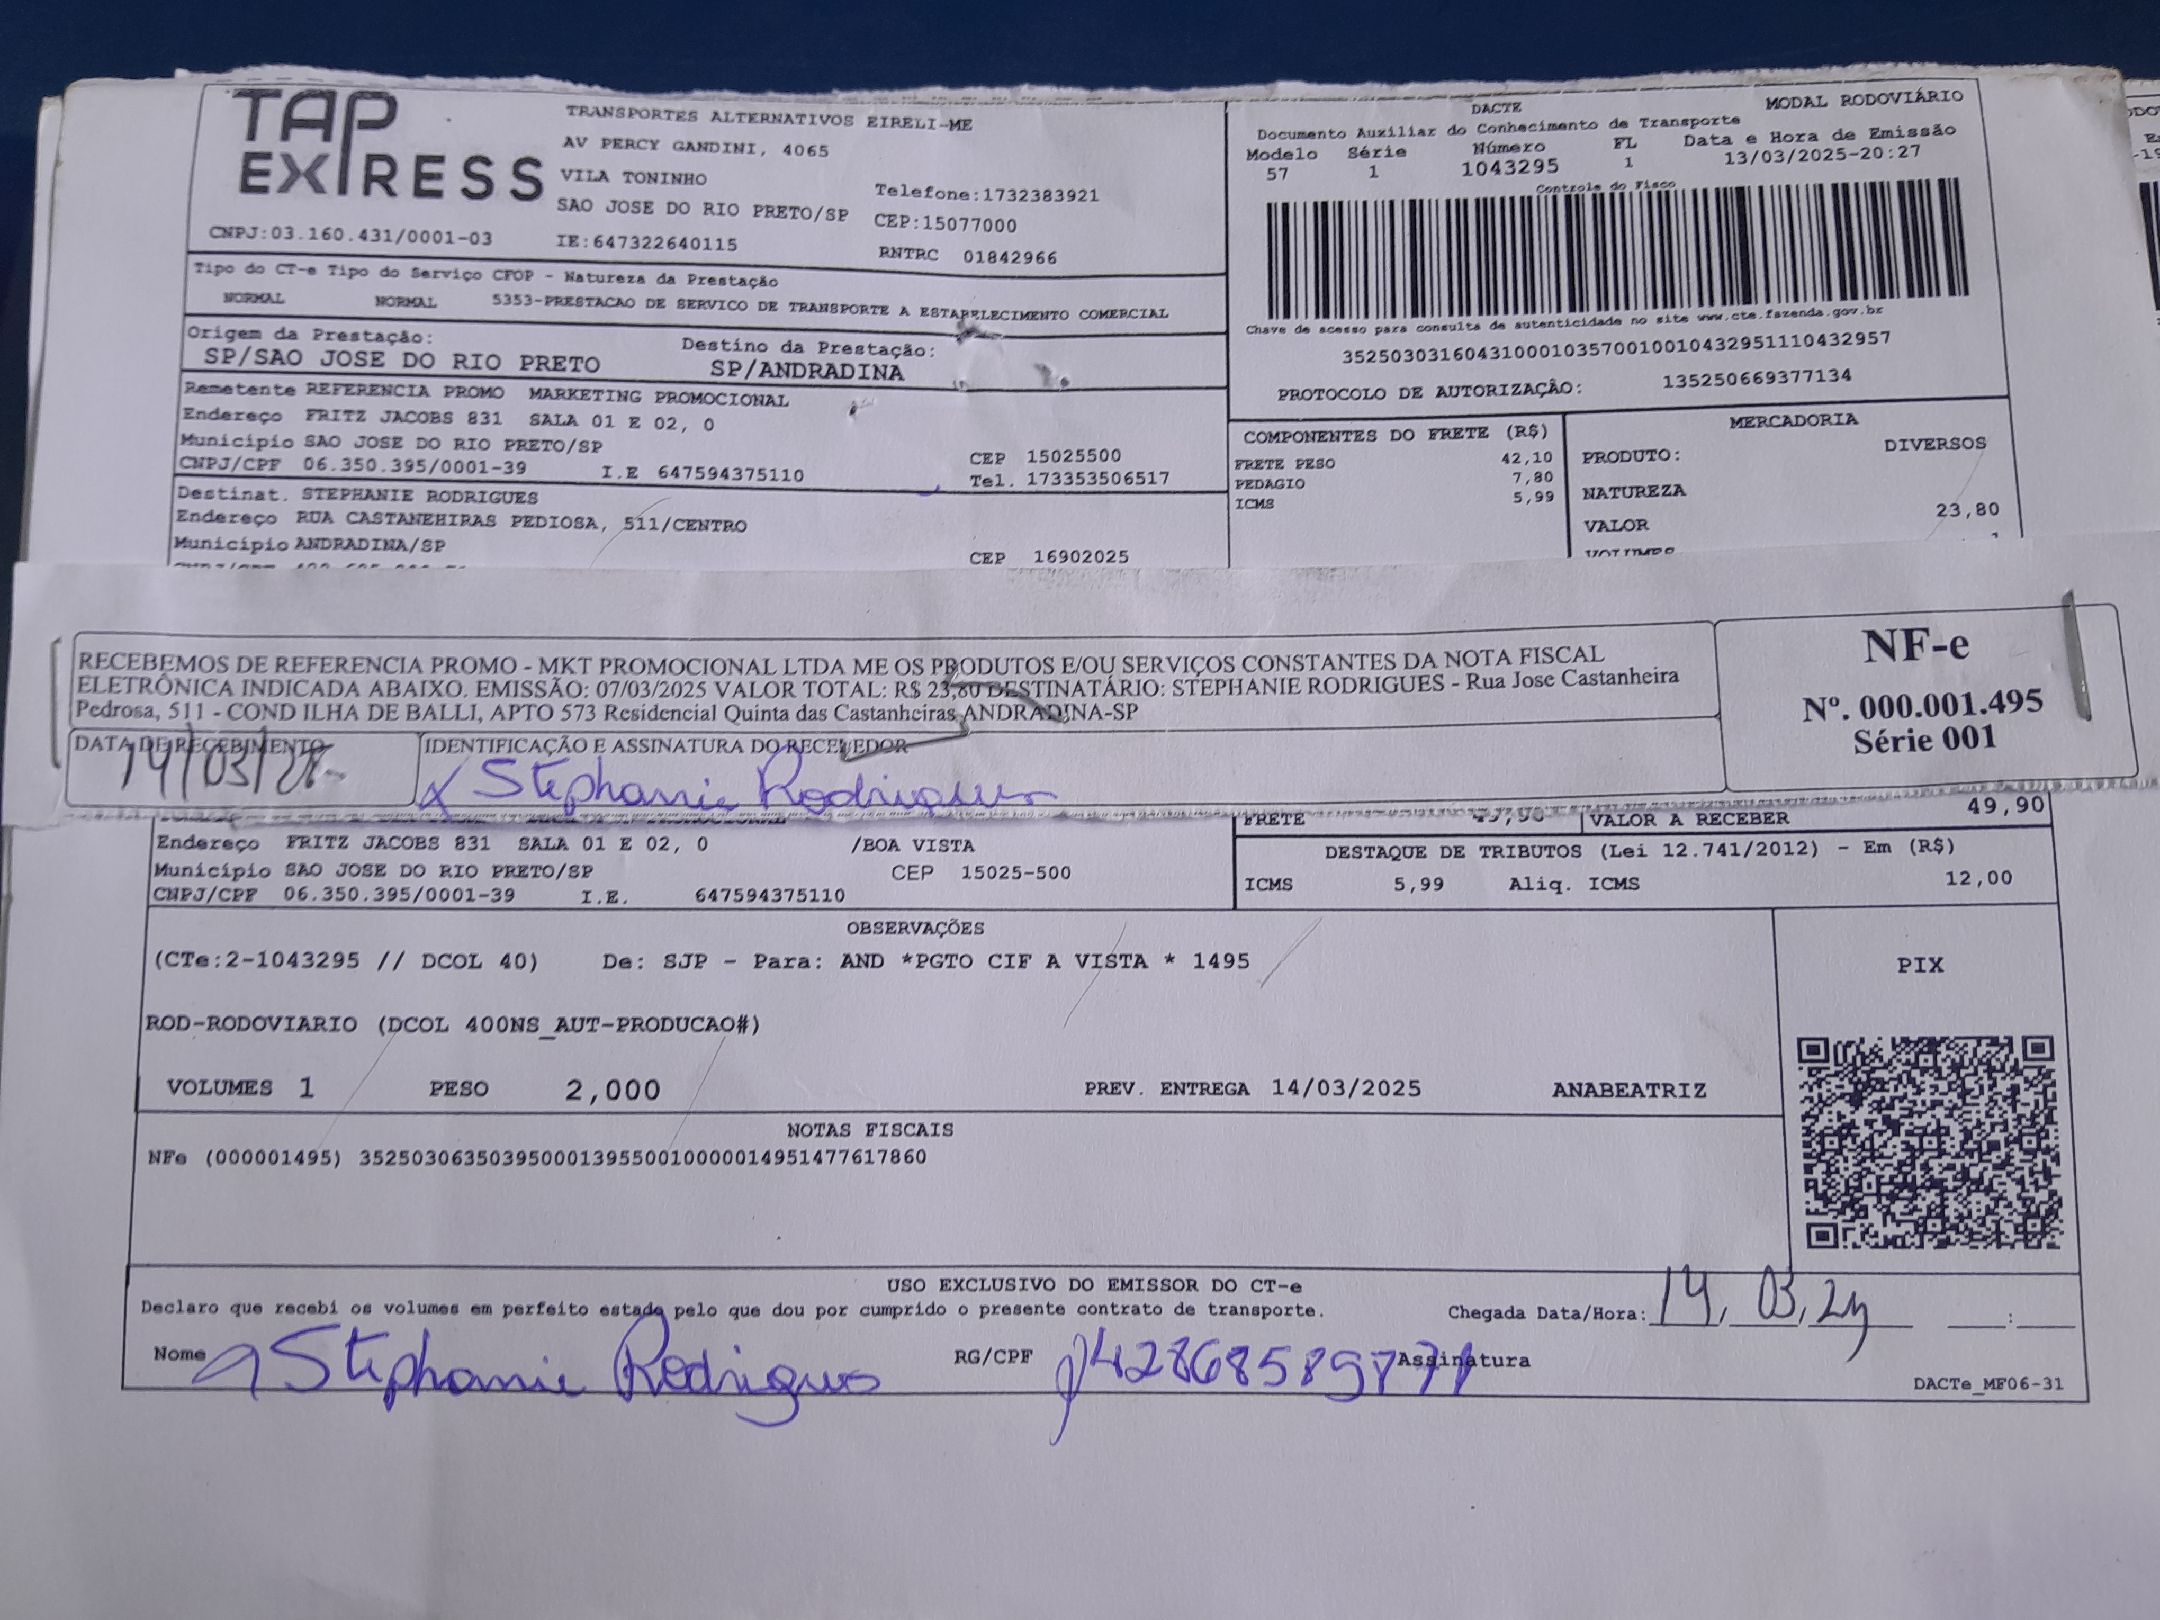 TAP EXPRESS
TRANSPORTES ALTERNATIVOS EIRELI-ME
AV PERCY GANDINI, 4065
VILA TONINHO
Telefone:1732383921
SAO JOSE DO RIO PRETO/SP CEP:15077000
CNPJ:03.160.431/0001-03 IE:647322640115 RNTRC 01842966
DACTE MODAL RODOVIÁRIO
Documento Auxiliar do Conhecimento de Transporte
Modelo Série Número FL Data e Hora de Emissão
57 1 1043295 1 13/03/2025-20:27
Controle do Fisco
Chave de acesso para consulta de autenticidade no site www.cte.fazenda.gov.br
35250303160431000103570010010432951110432957
PROTOCOLO DE AUTORIZAÇÃO: 135250669377134
Tipo do CT-e Tipo do Serviço CFOP - Natureza da Prestação
NORMAL NORMAL 5353-PRESTACAO DE SERVICO DE TRANSPORTE A ESTABELECIMENTO COMERCIAL
Origem da Prestação: Destino da Prestação:
SP/SAO JOSE DO RIO PRETO SP/ANDRADINA
Remetente REFERENCIA PROMO MARKETING PROMOCIONAL
Endereço FRITZ JACOBS 831 SALA 01 E 02, 0
Município SAO JOSE DO RIO PRETO/SP CEP 15025500
CNPJ/CPF 06.350.395/0001-39 I.E 647594375110 Tel. 173353506517
Destinat. STEPHANIE RODRIGUES
Endereço RUA CASTANEHIRAS PEDIOSA, 511/CENTRO
Município ANDRADINA/SP CEP 16902025
COMPONENTES DO FRETE (R$)
FRETE PESO 42,10
PEDAGIO 7,80
ICMS 5,99
MERCADORIA
PRODUTO: DIVERSOS
NATUREZA
VALOR 23,80
VOLUMES
RECEBEMOS DE REFERENCIA PROMO - MKT PROMOCIONAL LTDA ME OS PRODUTOS E/OU SERVIÇOS CONSTANTES DA NOTA FISCAL
ELETRÔNICA INDICADA ABAIXO. EMISSÃO: 07/03/2025 VALOR TOTAL: R$ 23,80 DESTINATÁRIO: STEPHANIE RODRIGUES - Rua Jose Castanheira
Pedrosa, 511 - COND ILHA DE BALLI, APTO 573 Residencial Quinta das Castanheiras ANDRADINA-SP
DATA DE RECEBIMENTO IDENTIFICAÇÃO E ASSINATURA DO RECEBEDOR
14/03/ Stephanie Rodrigues
NF-e
Nº. 000.001.495
Série 001
FRETE 49,90 VALOR A RECEBER 49,90
Endereço FRITZ JACOBS 831 SALA 01 E 02, 0 /BOA VISTA
Município SAO JOSE DO RIO PRETO/SP CEP 15025-500
CNPJ/CPF 06.350.395/0001-39 I.E. 647594375110
DESTAQUE DE TRIBUTOS (Lei 12.741/2012) - Em (R$)
ICMS 5,99 Aliq. ICMS 12,00
OBSERVAÇÕES
(CTe:2-1043295 // DCOL 40) De: SJP - Para: AND *PGTO CIF A VISTA * 1495
PIX
ROD-RODOVIARIO (DCOL 400NS_AUT-PRODUCAO#)
VOLUMES 1 PESO 2,000 PREV. ENTREGA 14/03/2025 ANABEATRIZ
NOTAS FISCAIS
NFe (000001495) 35250306350395000139550010000014951477617860
USO EXCLUSIVO DO EMISSOR DO CT-e
Declaro que recebi os volumes em perfeito estado pelo que dou por cumprido o presente contrato de transporte. Chegada Data/Hora: 14, 03, :
Nome Stephanie Rodrigues RG/CPF Assinatura
DACTe_MF06-31